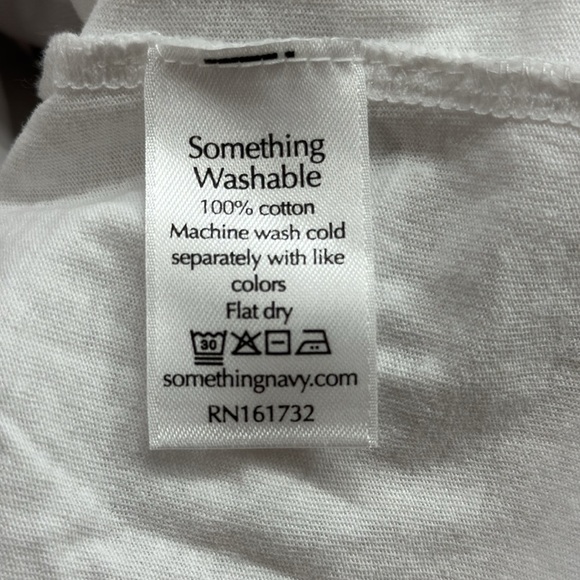 Something
Washable
100% cotton
Machine wash cold
separately with like
colors
Flat dry
30
somethingnavy.com
RN161732